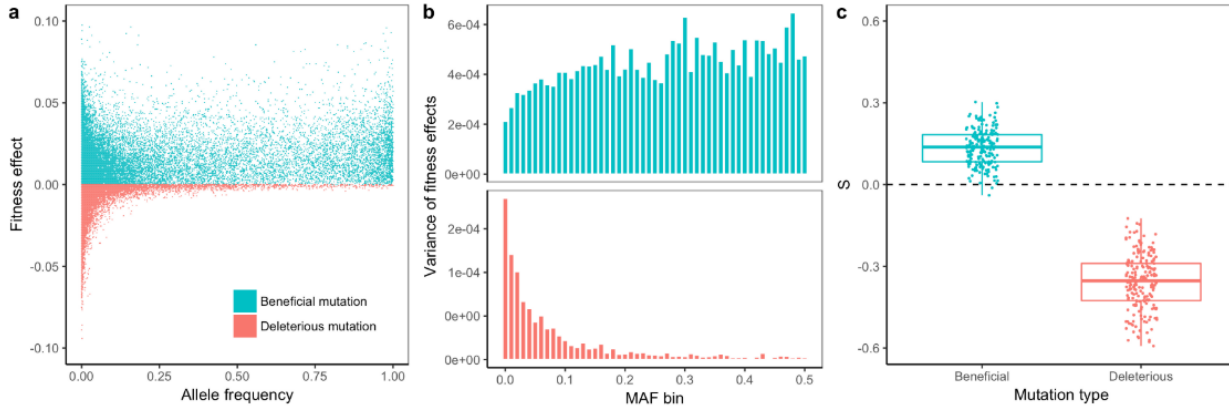 a
0.10
0.05
0.00
-0.05
-0.10
Fitness effect
0.00
0.25
0.50
0.75
1.00
Allele frequency
Beneficial mutation
Deleterious mutation
b
6e-04
4e-04
2e-04
0e+00
2e-04
1e-04
0e+00
0e+00
Variance of fitness effects
0.0
0.1
0.2
0.3
0.4
0.5
MAF bin
c
0.6
0.3
0.0
-0.3
-0.6
S
Beneficial
Deleterious
Mutation type